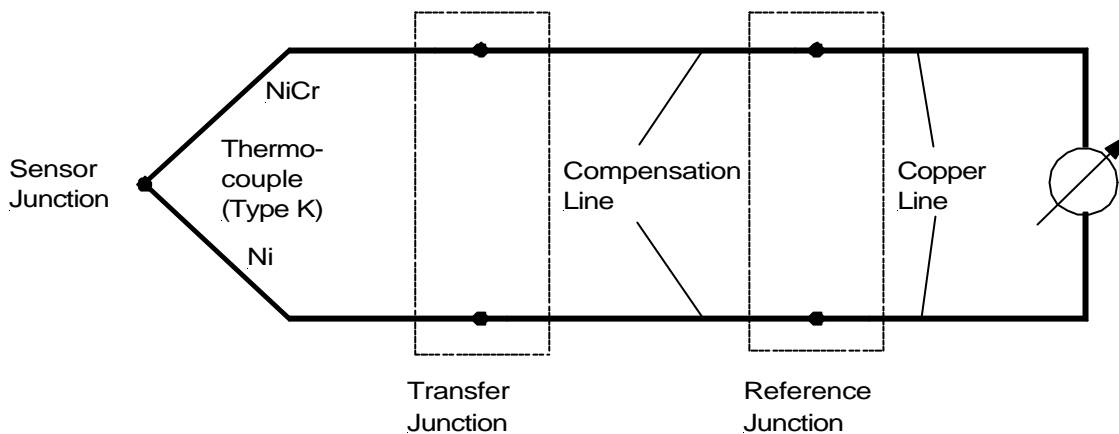 NiCr
Sensor
Junction
Thermo-
couple
(Type K)
Ni
Compensation
Line
Copper
Line
Transfer
Junction
Reference
Junction